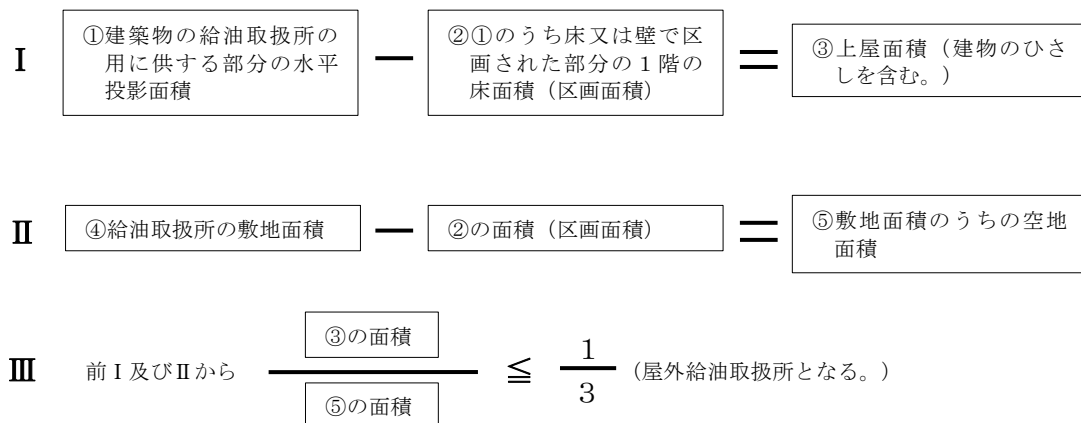 Ⅰ
①建築物の給油取扱所の
用に供する部分の水平
投影面積
－
②①のうち床又は壁で区
画された部分の1階の
床面積（区画面積）
＝
③上屋面積（建物のひさ
しを含む。）
Ⅱ
④給油取扱所の敷地面積
－
②の面積（区画面積）
＝
⑤敷地面積のうちの空地
面積
Ⅲ
前Ⅰ及びⅡから
③の面積
⑤の面積
≦
1
3
（屋外給油取扱所となる。）